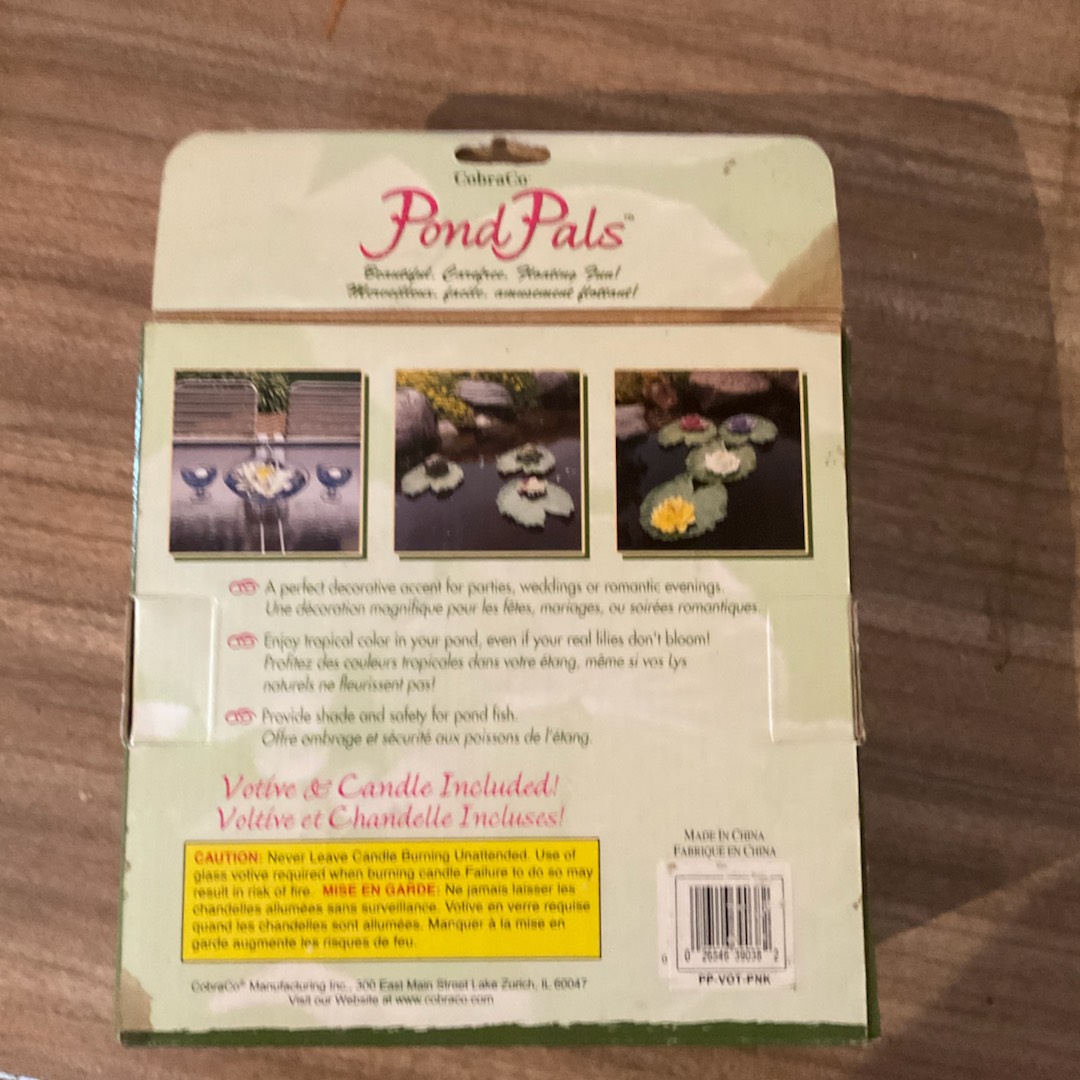 CobraCo
Pond Pals™
Beautiful, Carefree, Floating Fun!
Merveilleux, facile, amusement flottant!
A perfect decorative accent for parties, weddings or romantic evenings.
Une décoration magnifique pour les fêtes, mariages, ou soirées romantiques.
Enjoy tropical color in your pond, even if your real lilies don't bloom!
Profitez des couleurs tropicales dans votre étang, même si vos Lys
naturels ne fleurissent pas!
Provide shade and safety for pond fish.
Offre ombrage et sécurité aux poissons de l'étang.
Votive & Candle Included!
Voltive et Chandelle Incluses!
MADE IN CHINA
FABRIQUE EN CHINA
CAUTION: Never Leave Candle Burning Unattended. Use of
glass votive required when burning candle. Failure to do so may
result in risk of fire. MISE EN GARDE: Ne jamais laisser les
chandelles allumées sans surveillance. Votive en verre requise
quand les chandelles sont allumées. Manquer à la mise en
garde augmente les risques de feu.
0 0 26546 39038 2
PP-VOT-PNK
CobraCo® Manufacturing Inc., 300 East Main Street Lake Zurich, IL 60047
Visit our Website at www.cobraco.com